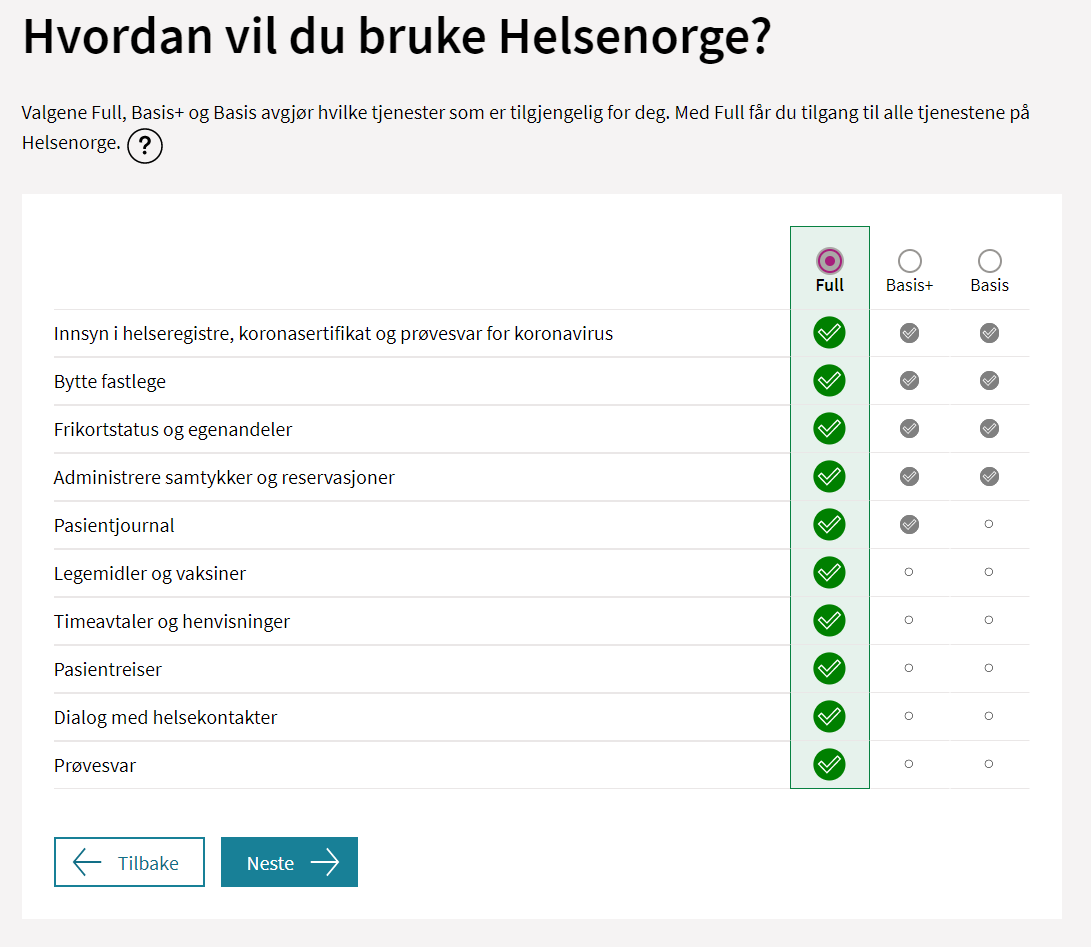 Hvordan vil du bruke Helsenorge?
Valgene Full, Basis+ og Basis avgjør hvilke tjenester som er tilgjengelig for deg. Med Full får du tilgang til alle tjenestene på
Helsenorge. ?
Full Basis+ Basis
Innsyn i helseregistre, koronasertifikat og prøvesvar for koronavirus
Bytte fastlege
Frikortstatus og egenandeler
Administrere samtykker og reservasjoner
Pasientjournal
Legemidler og vaksiner
Timeavtaler og henvisninger
Pasientreiser
Dialog med helsekontakter
Prøvesvar
Tilbake Neste